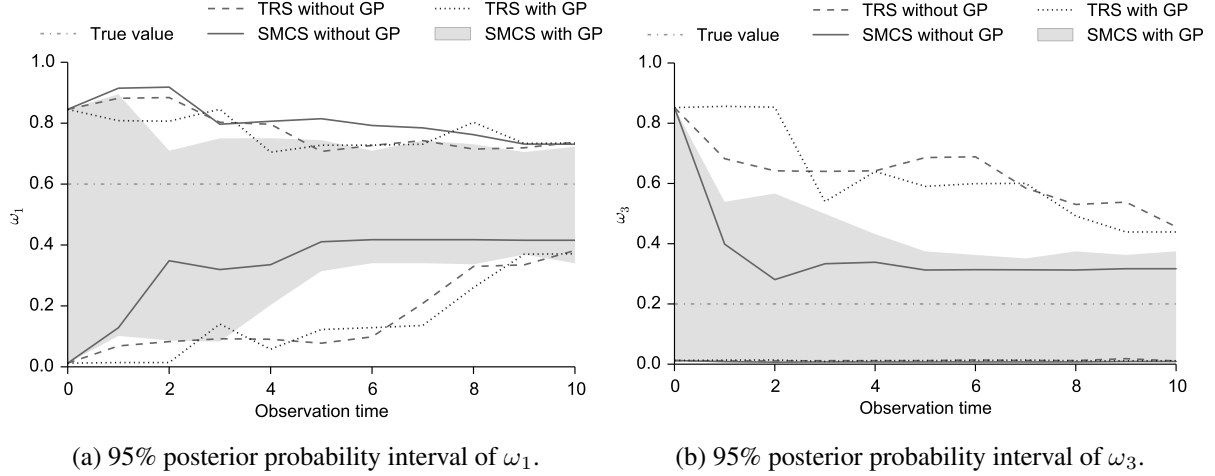 TRS without GP TRS with GP
True value SMCS without GP SMCS with GP
1.0
0.8
0.6
0.4
0.2
0.0
ω1
0 2 4 6 8 10
Observation time
(a) 95% posterior probability interval of ω1.
TRS without GP TRS with GP
True value SMCS without GP SMCS with GP
1.0
0.8
0.6
0.4
0.2
0.0
ω3
0 2 4 6 8 10
Observation time
(b) 95% posterior probability interval of ω3.